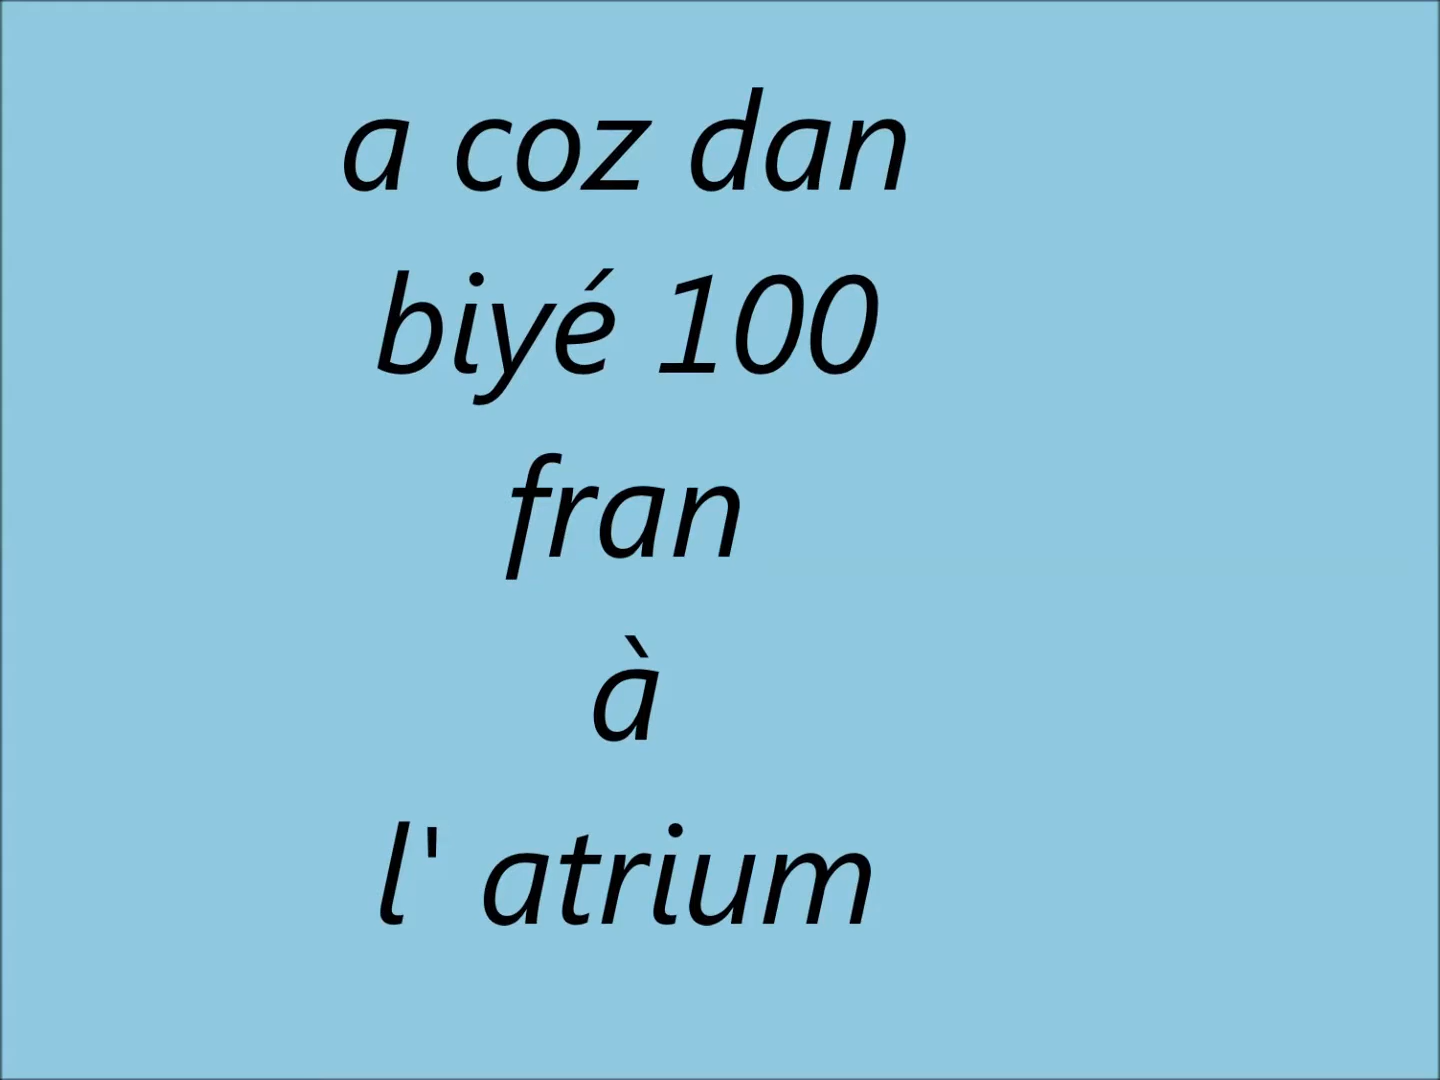 a coz dan
biyé 100
fran
à
l' atrium